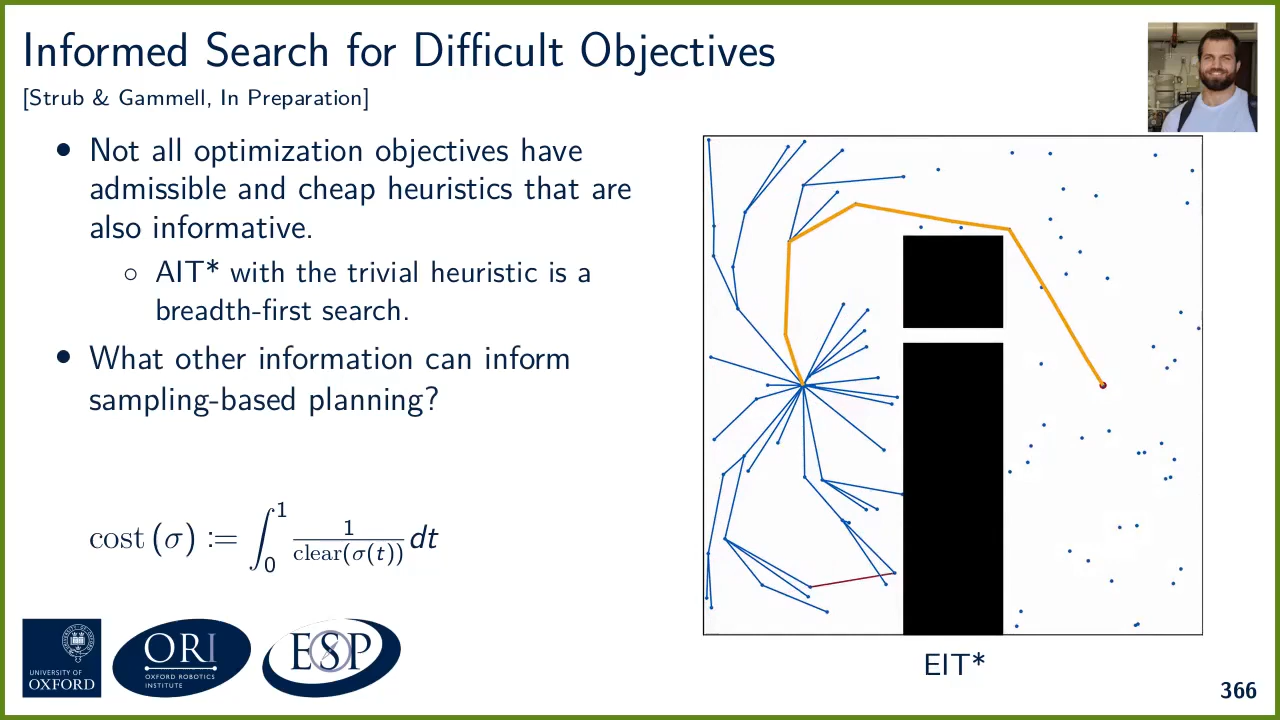 Informed Search for Difficult Objectives
[Strub & Gammell, In Preparation]
• Not all optimization objectives have
admissible and cheap heuristics that are
also informative.
○ AIT* with the trivial heuristic is a
breadth-first search.
• What other information can inform
sampling-based planning?
cost (σ) := ∫₀¹ 1/clear(σ(t)) dt
EIT*
UNIVERSITY OF
OXFORD
ORI
OXFORD ROBOTICS
INSTITUTE
ESP
366